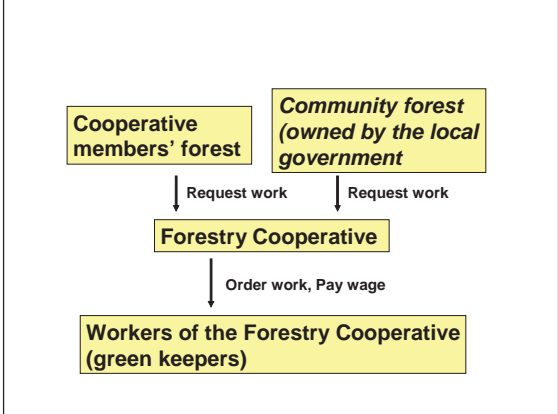 Cooperative
members’ forest
Community forest
(owned by the local
government
Request work
Request work
Forestry Cooperative
Order work, Pay wage
Workers of the Forestry Cooperative
(green keepers)